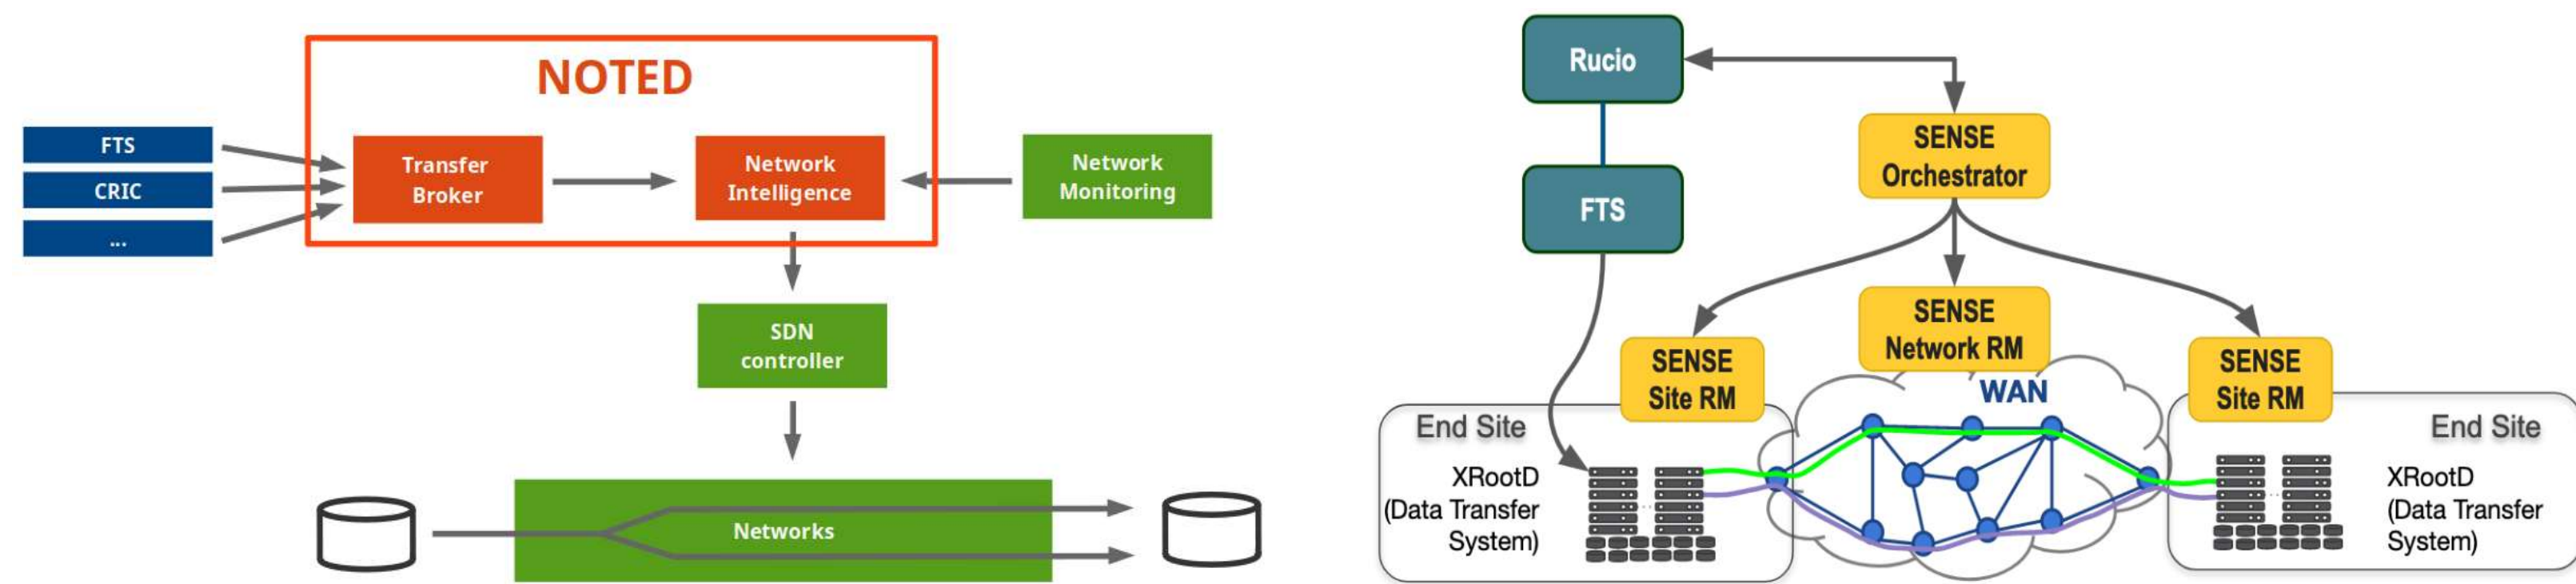 NOTED
FTS
CRIC
...
Transfer
Broker
Network
Intelligence
Network
Monitoring
SDN
controller
Networks
Rucio
FTS
SENSE
Orchestrator
SENSE
Network RM
SENSE
Site RM
SENSE
Site RM
WAN
End Site
XRootD
(Data Transfer
System)
End Site
XRootD
(Data Transfer
System)